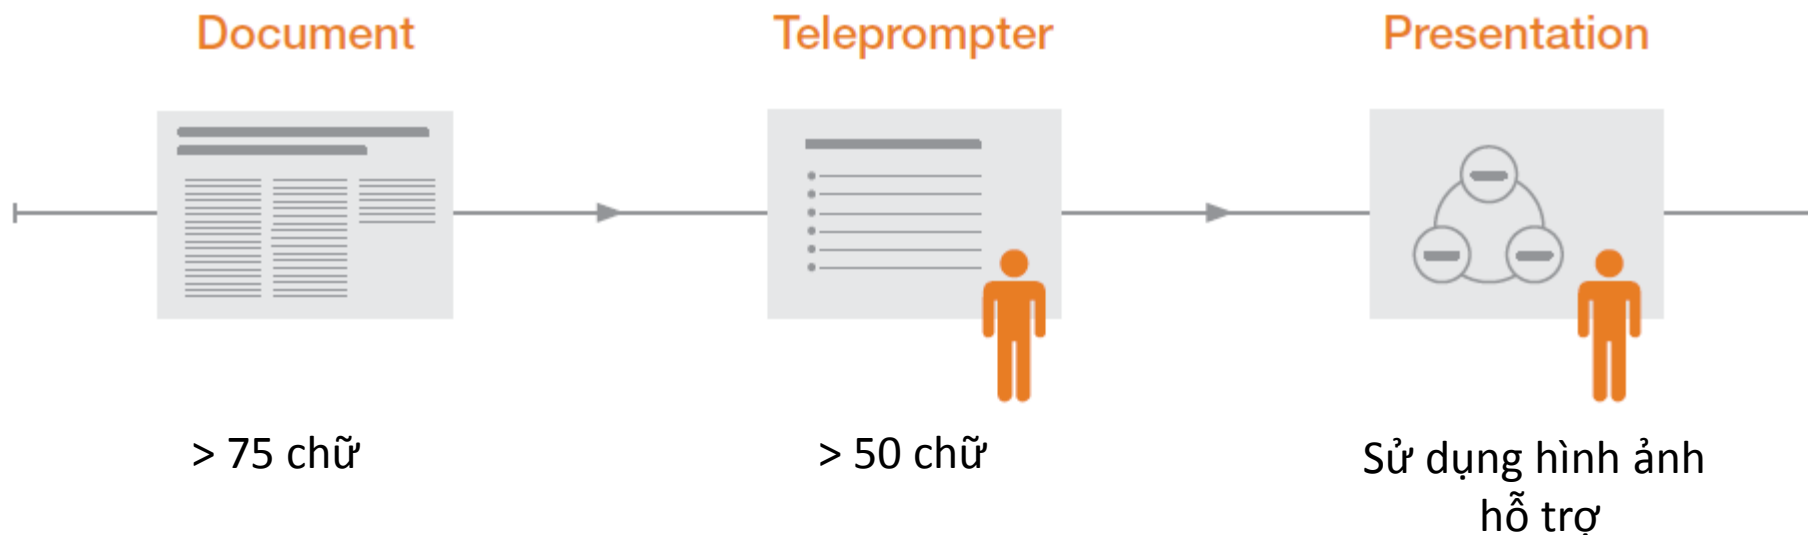 Document
Teleprompter
Presentation
> 75 chữ
> 50 chữ
Sử dụng hình ảnh
hỗ trợ